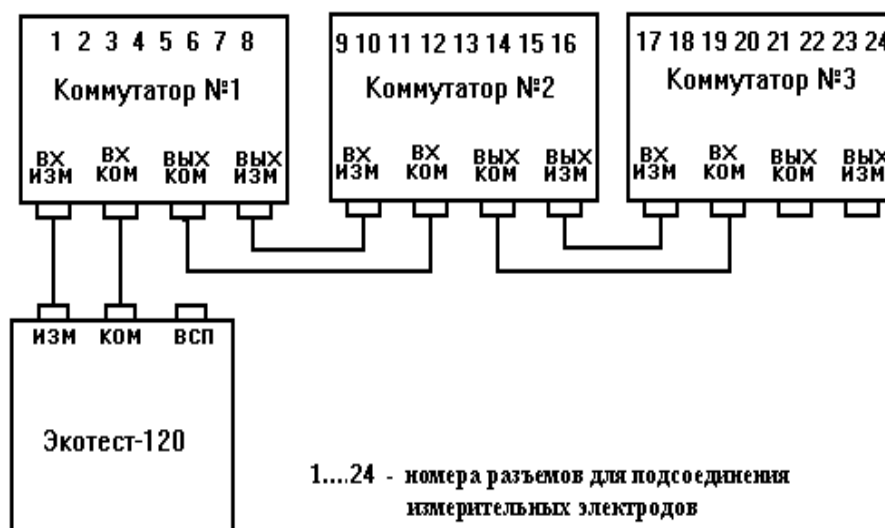 1 2 3 4 5 6 7 8
Коммутатор №1
ВХ ИЗМ
ВХ КОМ
ВЫХ КОМ
ВЫХ ИЗМ
9 10 11 12 13 14 15 16
Коммутатор №2
ВХ ИЗМ
ВХ КОМ
ВЫХ КОМ
ВЫХ ИЗМ
17 18 19 20 21 22 23 24
Коммутатор №3
ВХ ИЗМ
ВХ КОМ
ВЫХ КОМ
ВЫХ ИЗМ
ИЗМ КОМ ВСП
Экотест-120
1....24 - номера разъемов для подсоединения
измерительных электродов